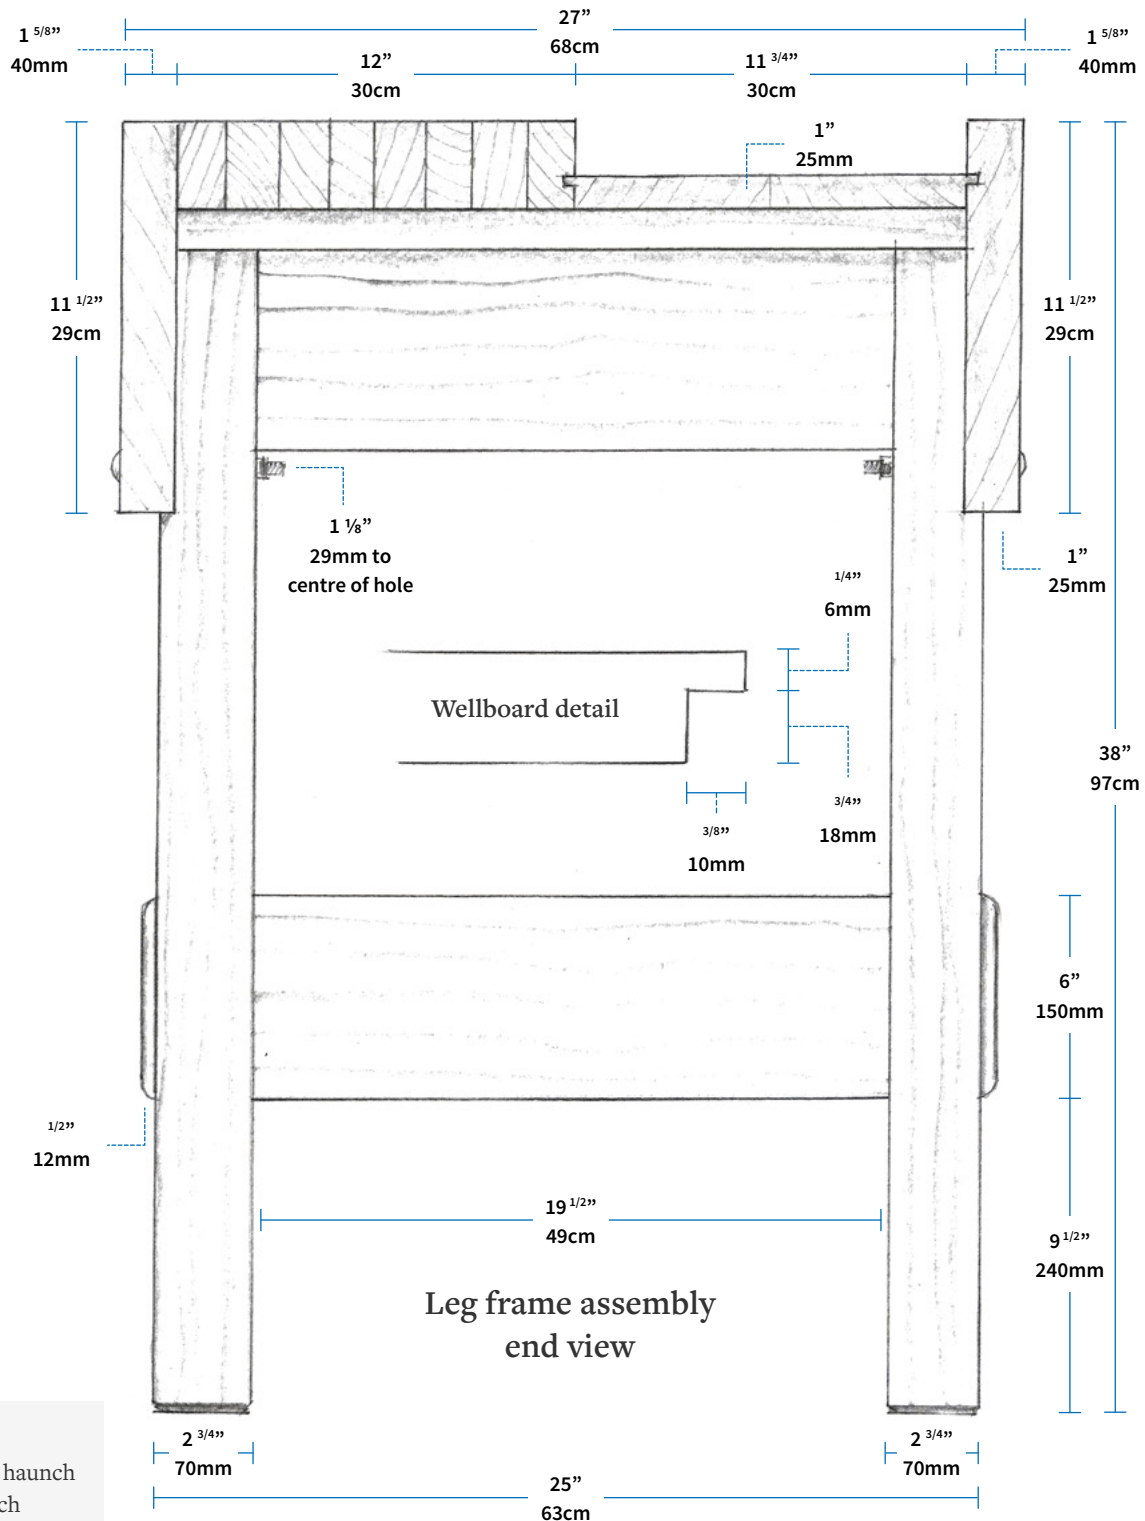 27”
68cm
1 5/8”
40mm
12”
30cm
11 3/4”
30cm
1 5/8”
40mm
1”
25mm
11 1/2”
29cm
11 1/2”
29cm
1 ⅛”
29mm to
centre of hole
1”
25mm
1/4”
6mm
Wellboard detail
38”
97cm
3/4”
18mm
3/8”
10mm
6”
150mm
1/2”
12mm
19 1/2”
49cm
9 1/2”
240mm
Leg frame assembly
end view
2 3/4”
70mm
2 3/4”
70mm
haunch
ch
25”
63cm